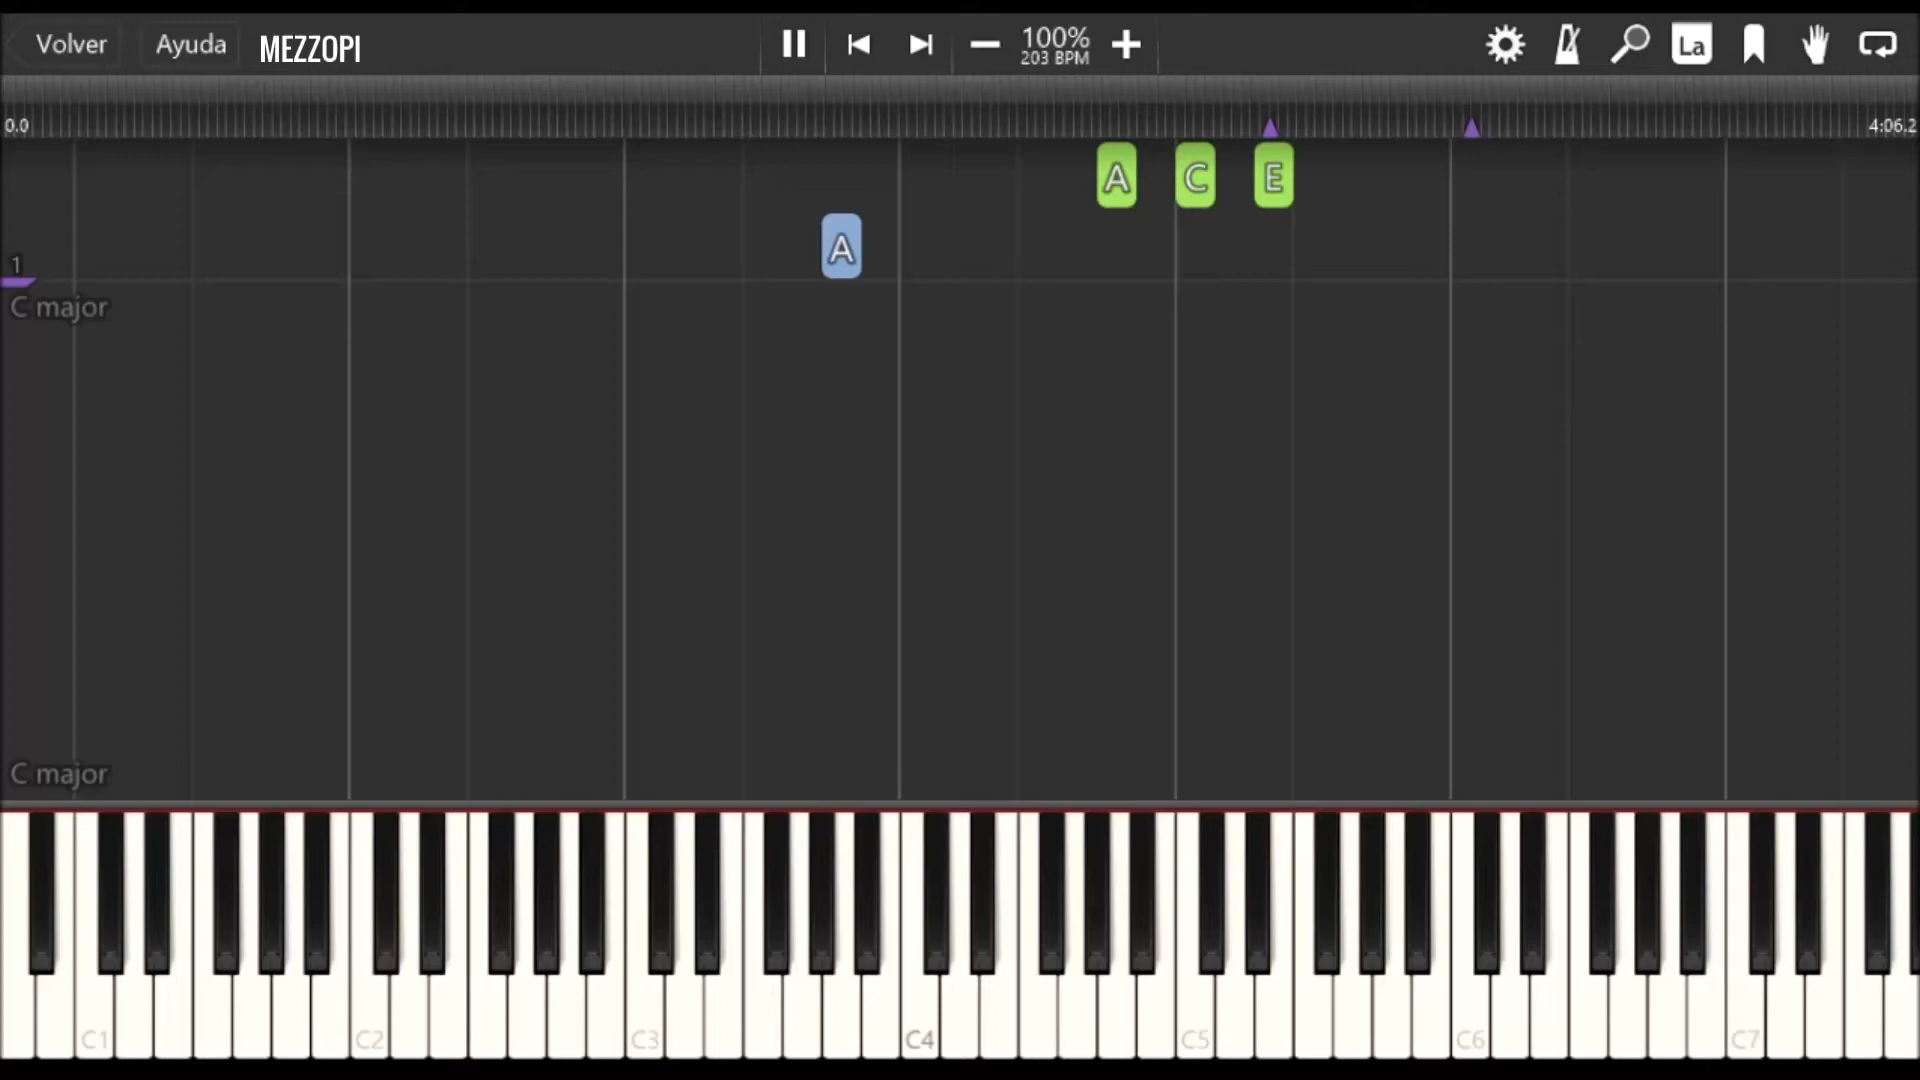 Volver Ayuda MEZZOPI 100% La
203 BPM
0.0 4:06.2
A C E
A
1
C major
C major
C1 C2 C3 C4 C5 C6 C7